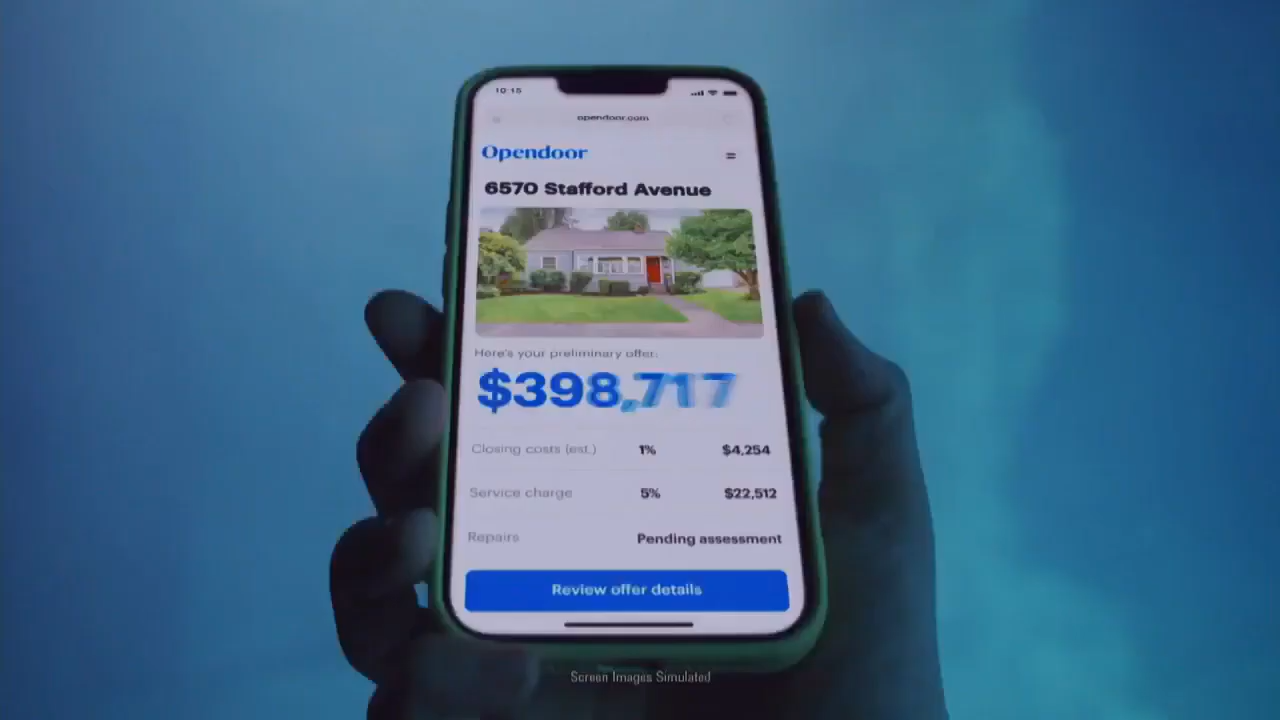 10:15
opendoor.com
Opendoor
6570 Stafford Avenue
Here's your preliminary offer:
$398,717
Closing costs (est.) 1% $4,254
Service charge 5% $22,512
Repairs Pending assessment
Review offer details
Screen Images Simulated